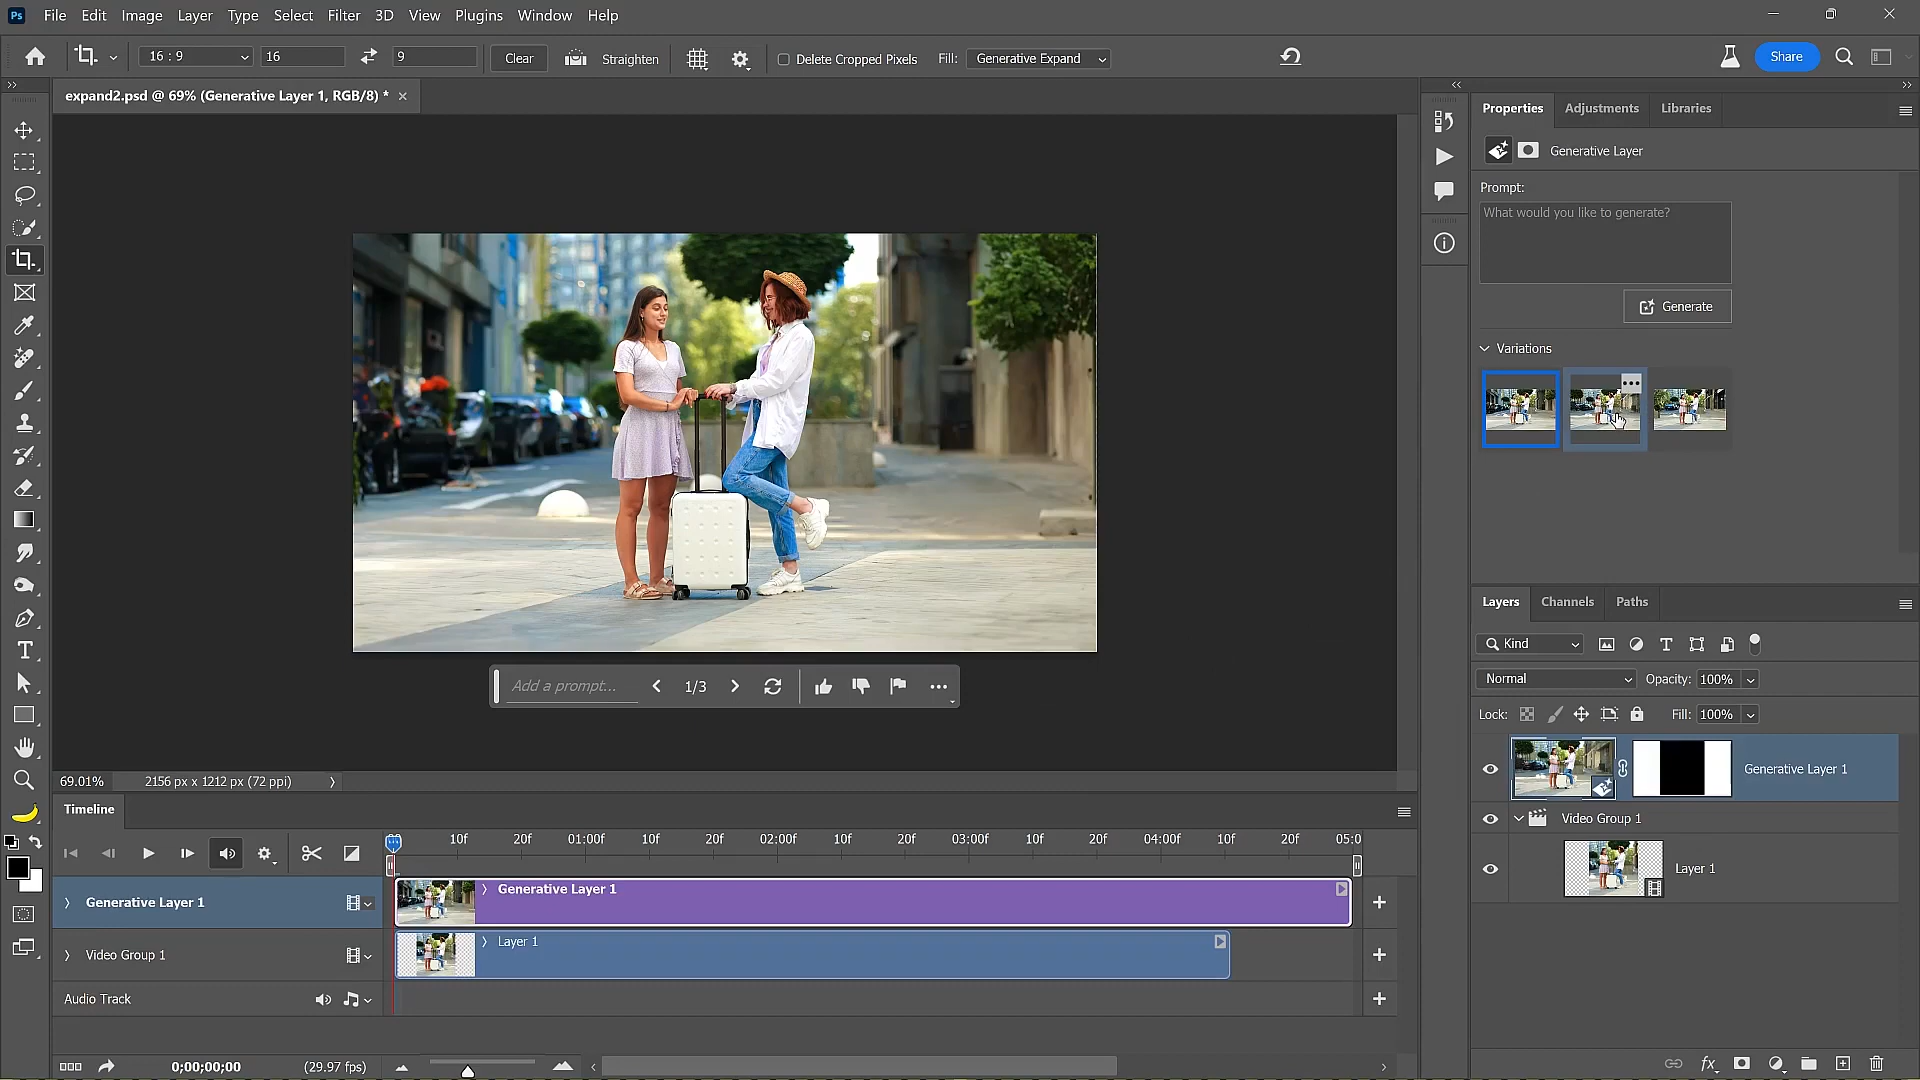 Ps File Edit Image Layer Type Select Filter 3D View Plugins Window Help
16 : 9 16 9 Clear Straighten Delete Cropped Pixels Fill: Generative Expand Share
expand2.psd @ 69% (Generative Layer 1, RGB/8) *
Properties Adjustments Libraries
Generative Layer
Prompt:
What would you like to generate?
Generate
Variations
Add a prompt... 1/3
Layers Channels Paths
Kind
Normal Opacity: 100%
Lock: Fill: 100%
Generative Layer 1
Video Group 1
Layer 1
69.01% 2156 px x 1212 px (72 ppi)
Timeline
10f 20f 01:00f 10f 20f 02:00f 10f 20f 03:00f 10f 20f 04:00f 10f 20f 05:0
Generative Layer 1 Generative Layer 1
Video Group 1 Layer 1
Audio Track
0;00;00;00 (29.97 fps)
fx